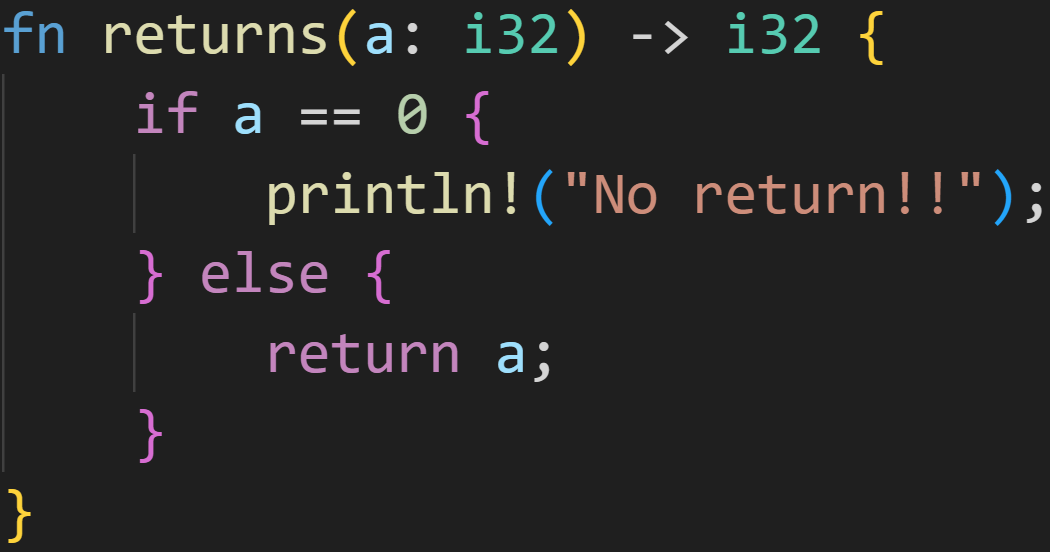 fn returns(a: i32) -> i32 {
    if a == 0 {
        println!("No return!!");
    } else {
        return a;
    }
}